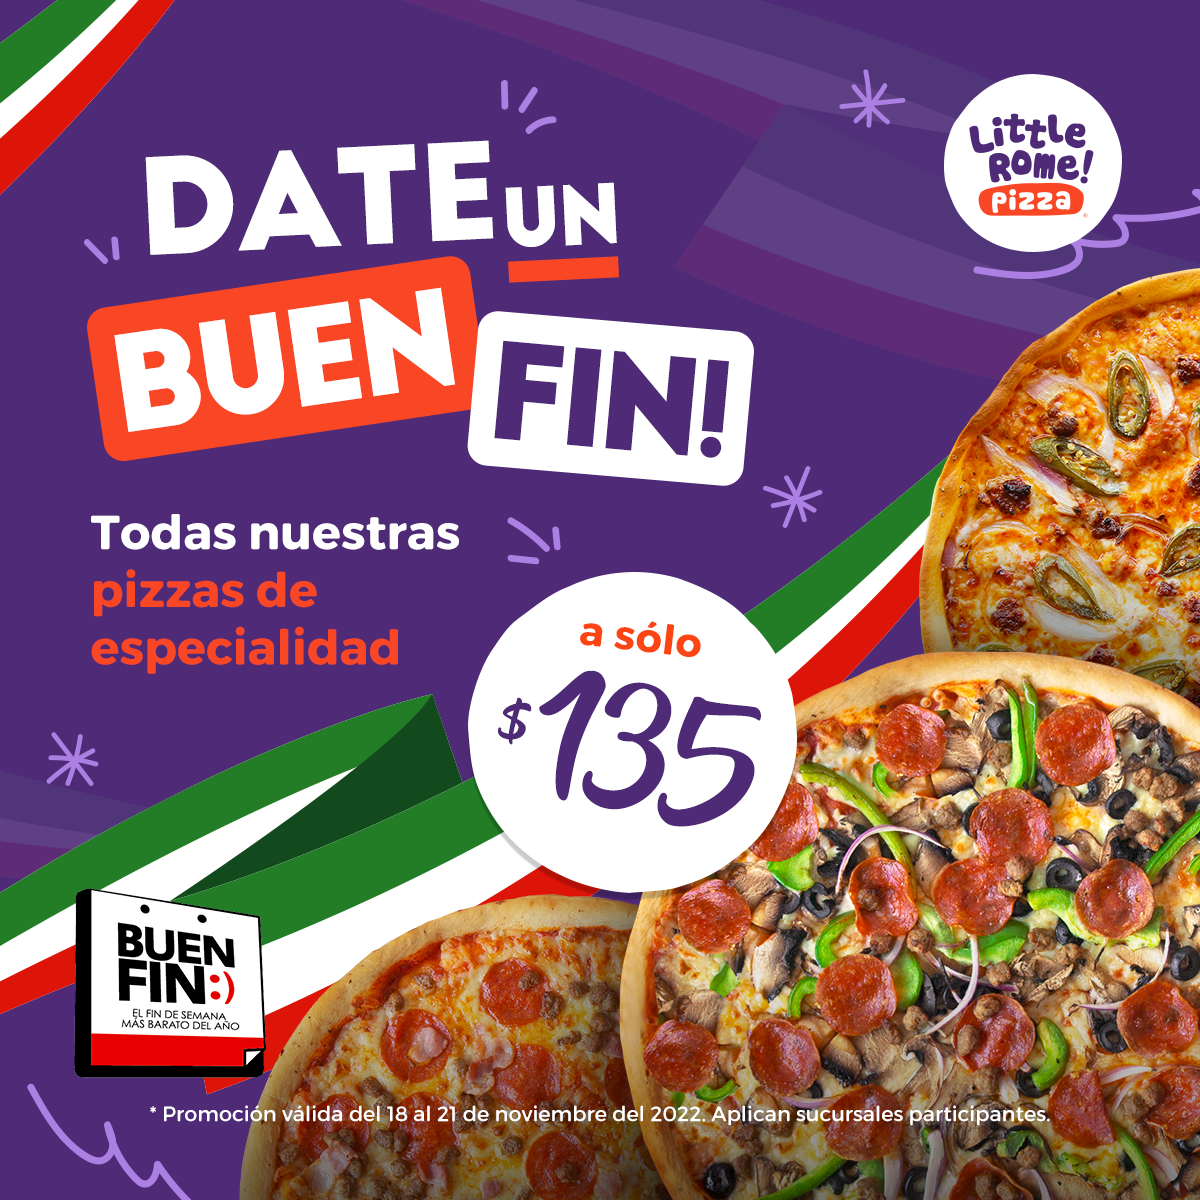 DATE UN
BUEN
FIN!
Little
Rome!
Pizza
®
Todas nuestras
pizzas de
especialidad
a sólo
$135
BUEN
FIN:)
EL FIN DE SEMANA
MÁS BARATO DEL AÑO
* Promoción válida del 18 al 21 de noviembre del 2022. Aplican sucursales participantes.